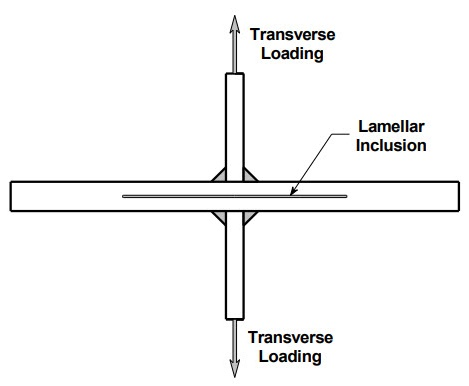 Transverse
Loading
Lamellar
Inclusion
Transverse
Loading